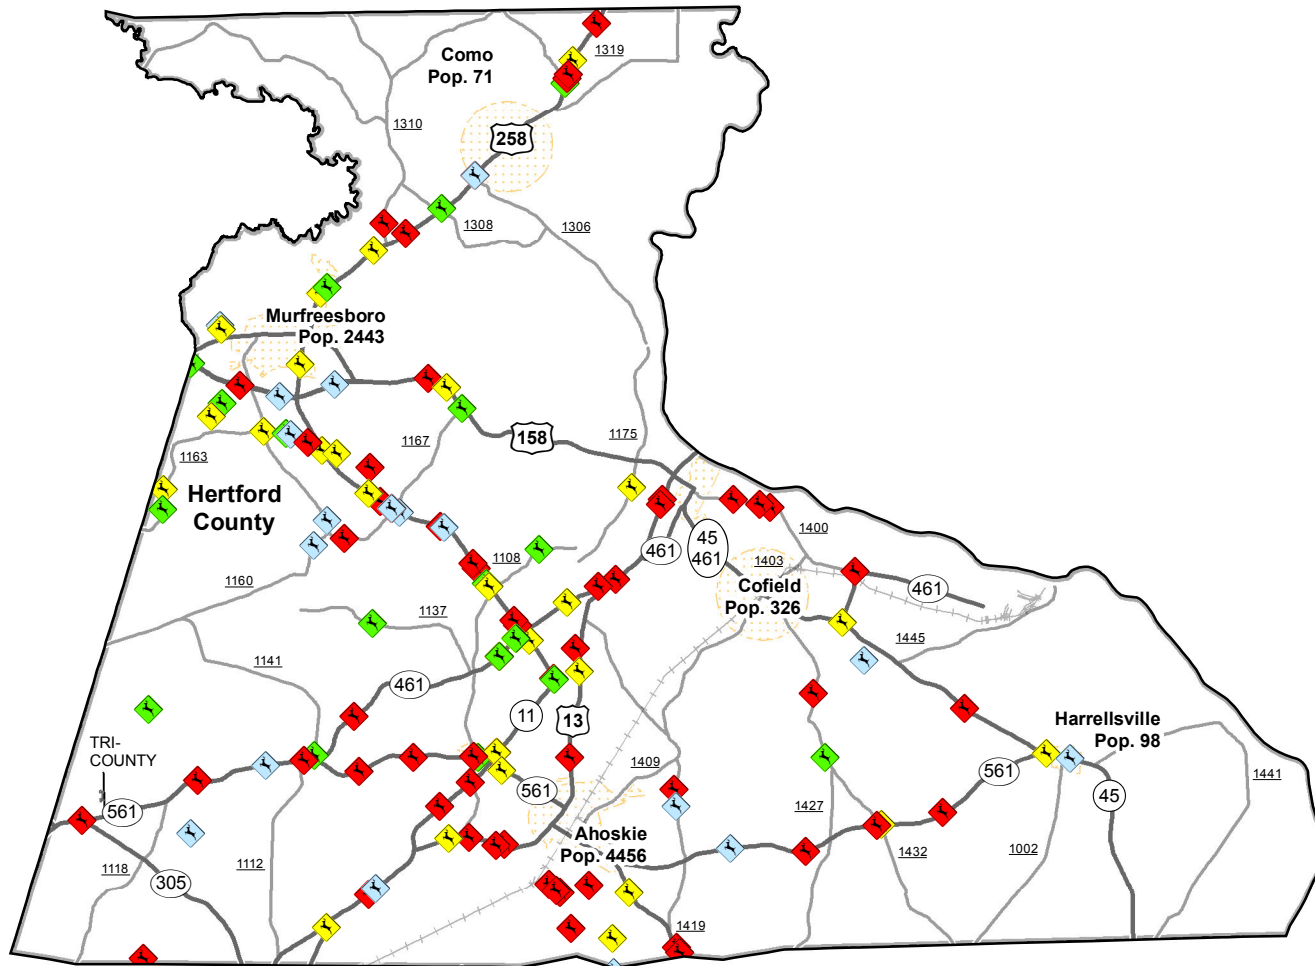 1319
Como
Pop. 71
1310
258
1308
1306
Murfreesboro
Pop. 2443
1167
158
1175
1163
Hertford
County
1400
45
461
461
1403
1108
Cofield
Pop. 326
461
1160
1137
1445
1141
461
11
13
Harrellsville
Pop. 98
TRI-
COUNTY
1409
561
1441
561
561
45
1427
Ahoskie
Pop. 4456
1118
1112
1432
1002
305
1419